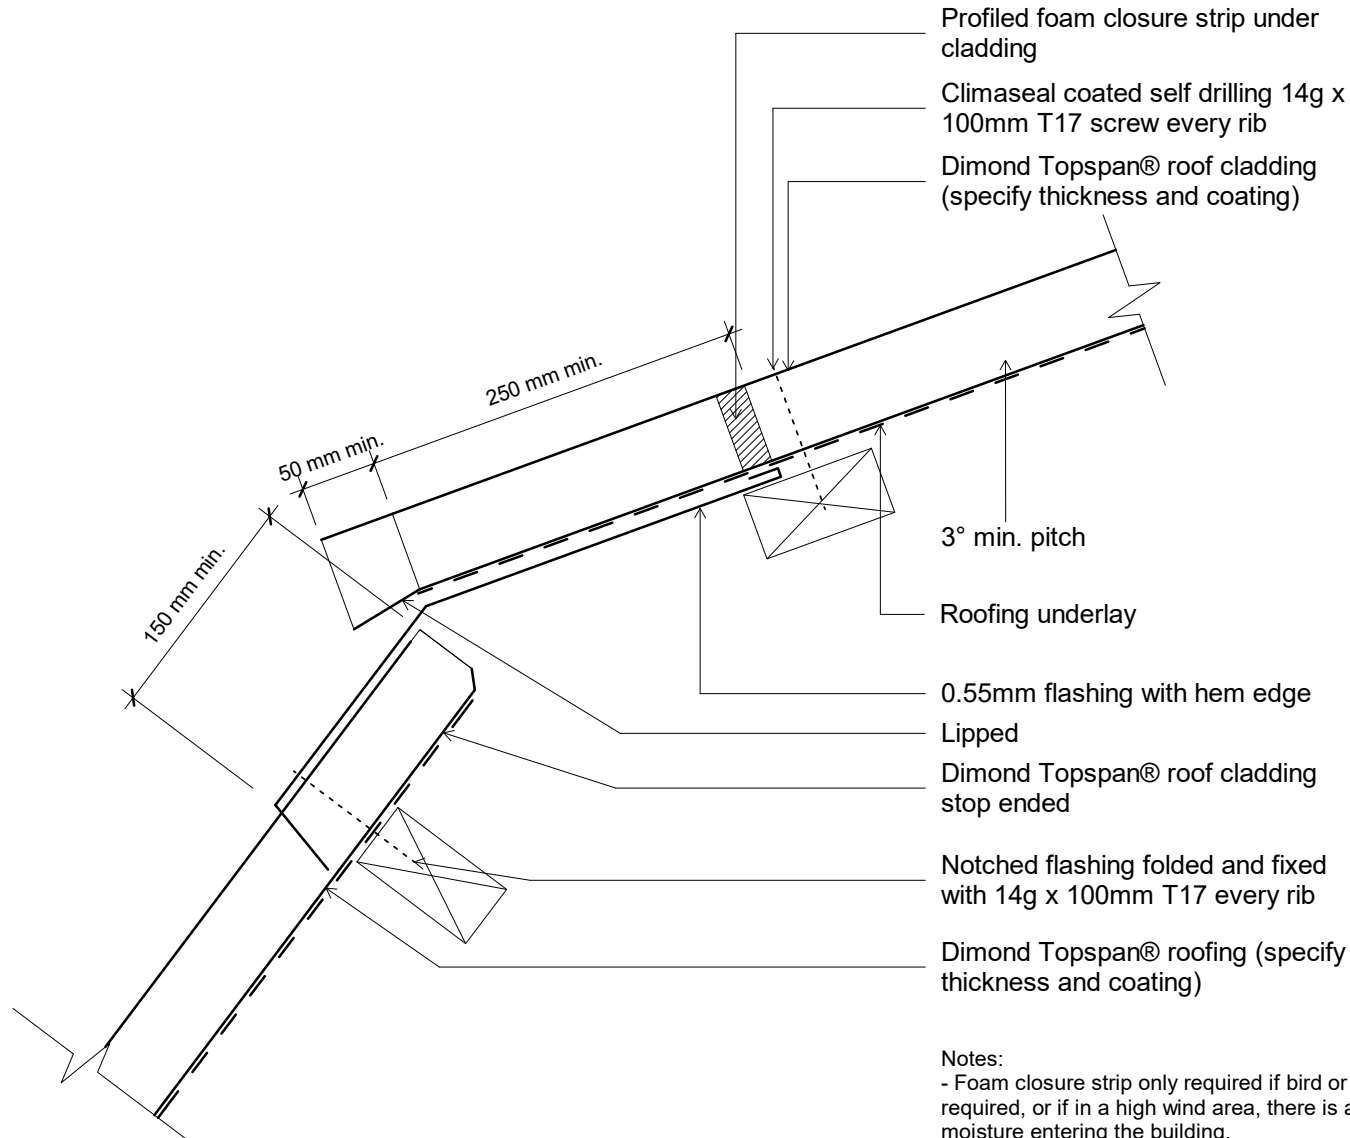 Profiled foam closure strip under
cladding
Climaseal coated self drilling 14g x
100mm T17 screw every rib
Dimond Topspan® roof cladding
(specify thickness and coating)
250 mm min.
50 mm min.
150 mm min.
3° min. pitch
Roofing underlay
0.55mm flashing with hem edge
Lipped
Dimond Topspan® roof cladding
stop ended
Notched flashing folded and fixed
with 14g x 100mm T17 every rib
Dimond Topspan® roofing (specify
thickness and coating)
Notes:
- Foam closure strip only required if bird or
required, or if in a high wind area, there is a
moisture entering the building.